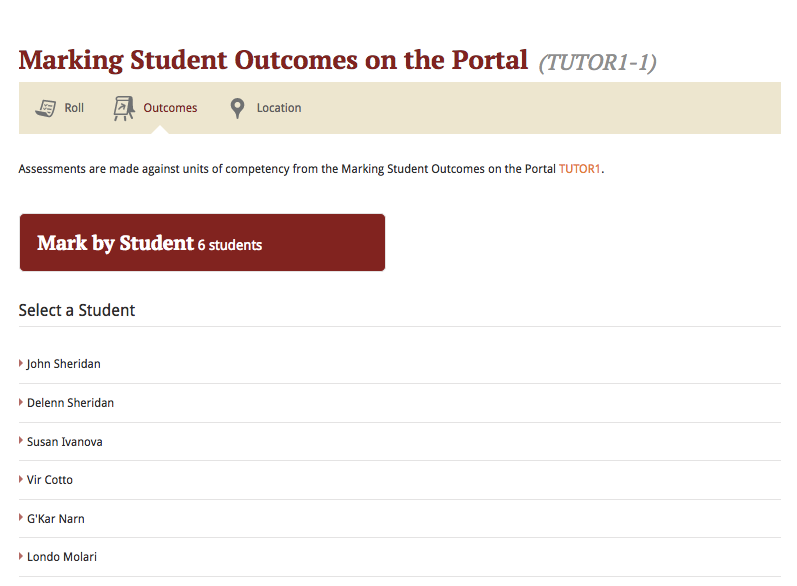 Marking Student Outcomes on the Portal (TUTOR1-1)
Roll Outcomes Location
Assessments are made against units of competency from the Marking Student Outcomes on the Portal TUTOR1.
Mark by Student 6 students
Select a Student
John Sheridan
Delenn Sheridan
Susan Ivanova
Vir Cotto
G'Kar Narn
Londo Molari